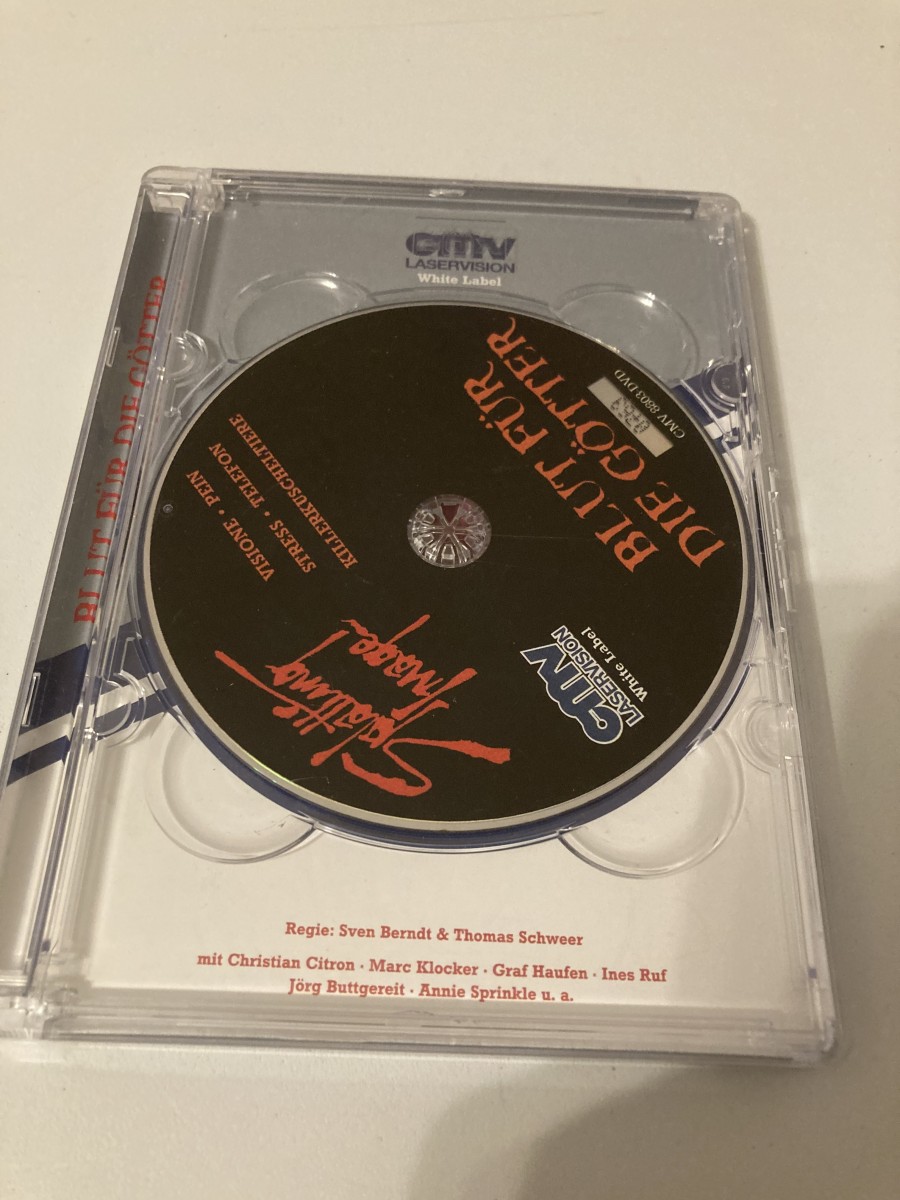 cmv
LASERVISION
White Label
BLUT FÜR DIE GÖTTER
BLUT FÜR
DIE GÖTTER
CMV 8803 DVD
VISIONE · PEIN
STRESS · TELEFON
KILLERKUSCHELTIERE
cmv
LASERVISION
White Label
Splatting
Image
Regie: Sven Berndt & Thomas Schweer
mit Christian Citron · Marc Klocker · Graf Haufen · Ines Ruf
Jörg Buttgereit · Annie Sprinkle u. a.